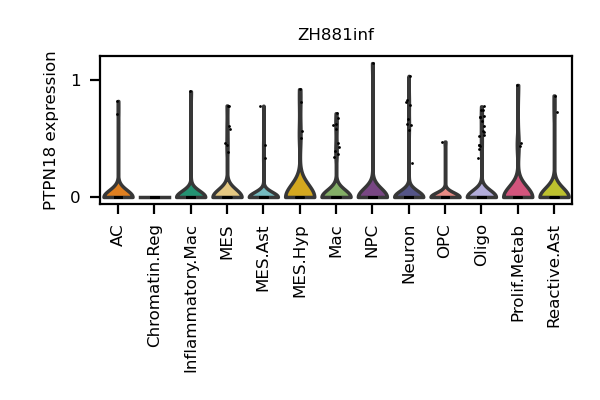 ZH881inf
PTPN18 expression
1
0
AC
Chromatin.Reg
Inflammatory.Mac
MES
MES.Ast
MES.Hyp
Mac
NPC
Neuron
OPC
Oligo
Prolif.Metab
Reactive.Ast